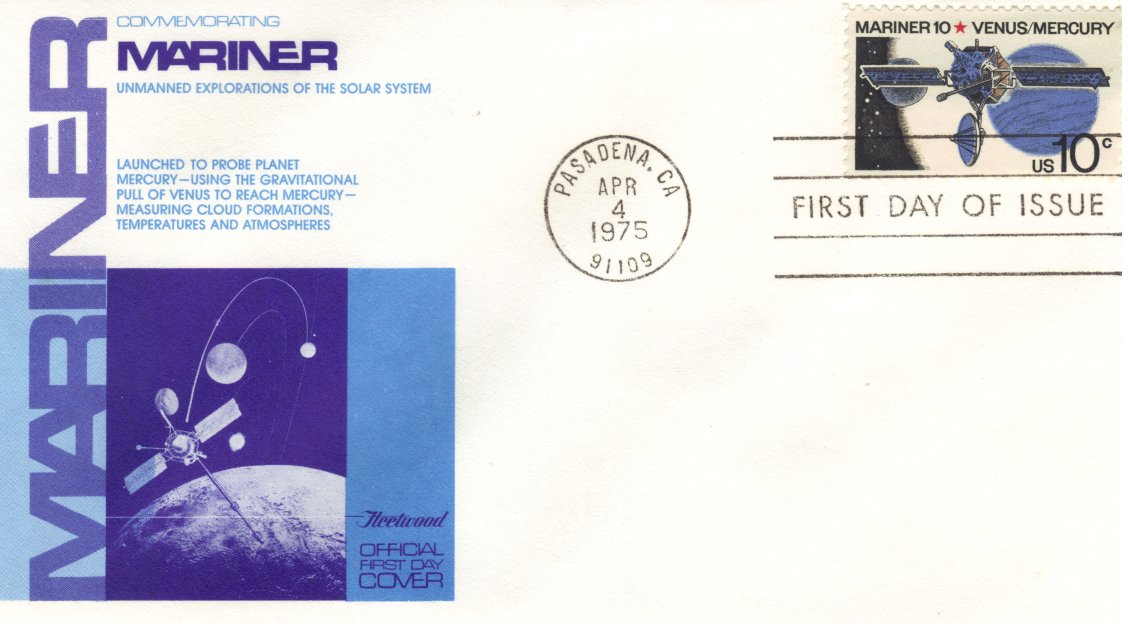 MARINER
COMMEMORATING
MARINER
UNMANNED EXPLORATIONS OF THE SOLAR SYSTEM
LAUNCHED TO PROBE PLANET
MERCURY—USING THE GRAVITATIONAL
PULL OF VENUS TO REACH MERCURY—
MEASURING CLOUD FORMATIONS,
TEMPERATURES AND ATMOSPHERES
Fleetwood
OFFICIAL
FIRST DAY
COVER
PASADENA, CA
APR
4
1975
91109
MARINER 10 ★ VENUS/MERCURY
US 10c
FIRST DAY OF ISSUE